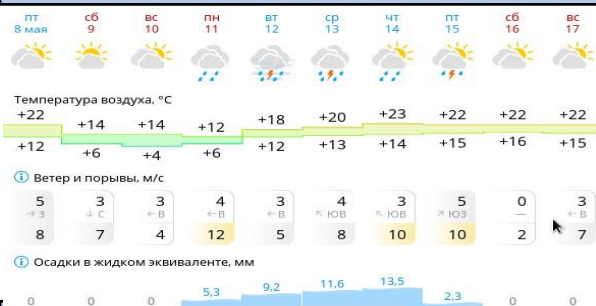 пт сб вс пн вт ср чт пт сб вс
8 мая 9 10 11 12 13 14 15 16 17
Температура воздуха, °C
+22 +14 +14 +12 +18 +20 +23 +22 +22 +22
+12 +6 +4 +6 +12 +13 +14 +15 +16 +15
Ветер и порывы, м/с
5 3 3 4 3 4 3 5 0 3
→З ↓С ←В ←В ←В ↖ЮВ ↖ЮВ ↗ЮЗ — ←В
8 7 4 12 5 8 10 10 2 7
Осадки в жидком эквиваленте, мм
0 0 0 5,3 9,2 11,6 13,5 2,3 0 0